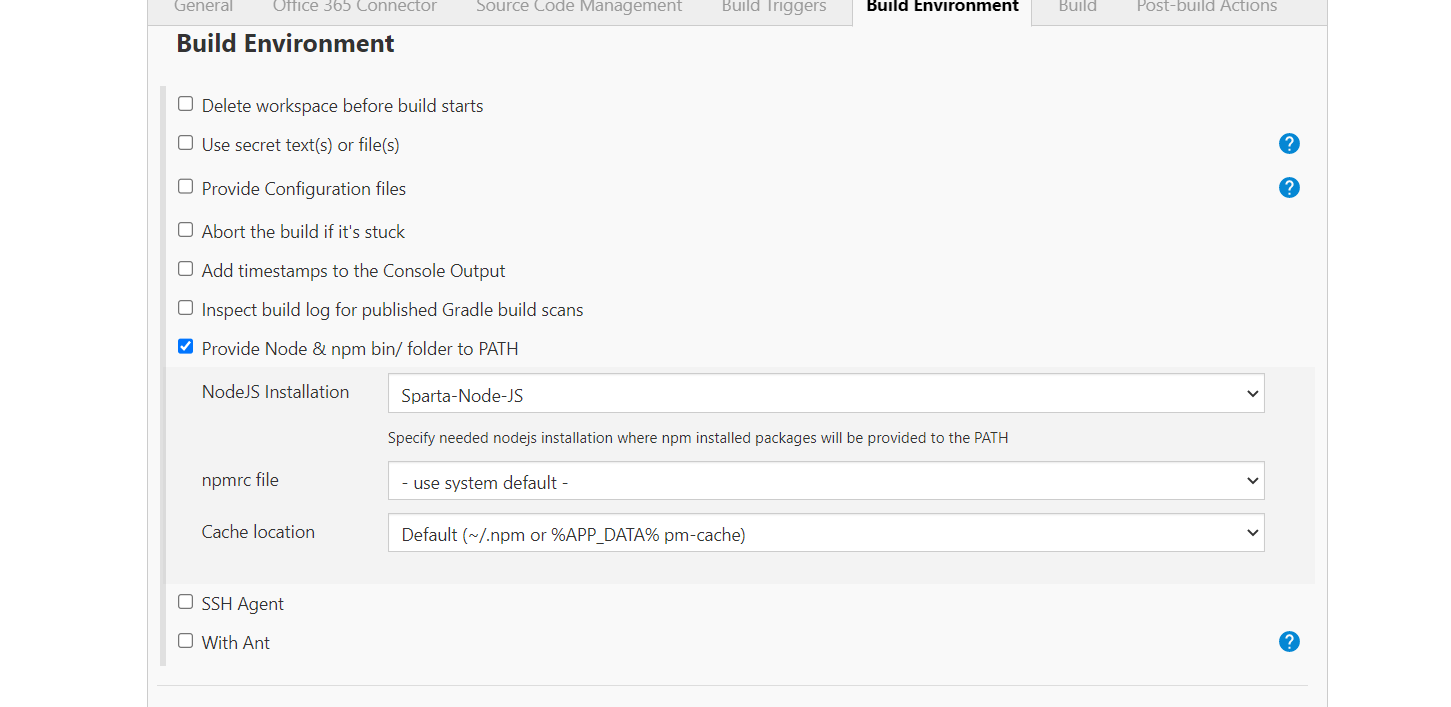 General Office 365 Connector Source Code Management Build Triggers Build Environment Build Post-build Actions
Build Environment
Delete workspace before build starts
Use secret text(s) or file(s)
?
Provide Configuration files
?
Abort the build if it's stuck
Add timestamps to the Console Output
Inspect build log for published Gradle build scans
Provide Node & npm bin/ folder to PATH
NodeJS Installation
Sparta-Node-JS
Specify needed nodejs installation where npm installed packages will be provided to the PATH
npmrc file
- use system default -
Cache location
Default (~/.npm or %APP_DATA% pm-cache)
SSH Agent
With Ant
?